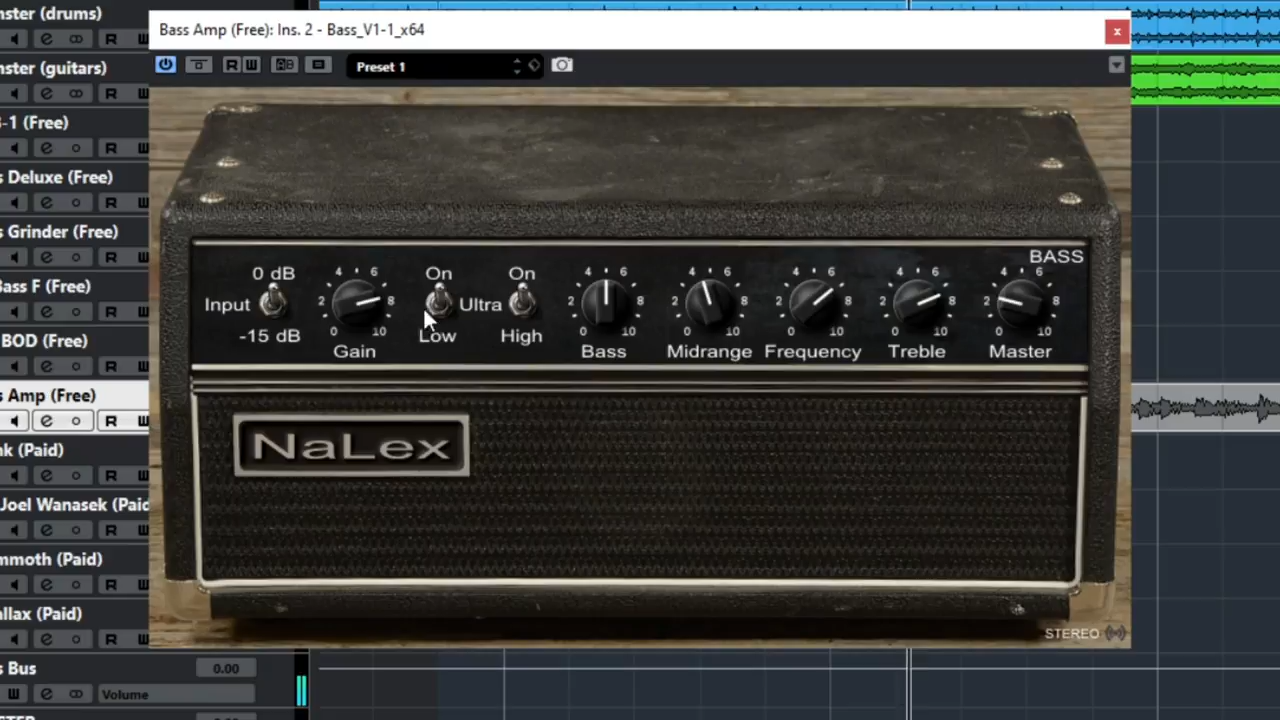 nster (drums)
R W
nster (guitars)
R W
-1 (Free)
R W
s Deluxe (Free)
R W
s Grinder (Free)
R W
Bass F (Free)
R W
BOD (Free)
R W
s Amp (Free)
R W
nk (Paid)
R W
Joel Wanasek (Paid
R W
mmoth (Paid)
R W
allax (Paid)
R W
s Bus 0.00
W Volume
Bass Amp (Free): Ins. 2 - Bass_V1-1_x64 x
R W Preset 1
BASS
0 dB
Input
-15 dB
2 4 6 8 0 10
Gain
On
Low
Ultra
On
High
2 4 6 8 0 10
Bass
2 4 6 8 0 10
Midrange
2 4 6 8 0 10
Frequency
2 4 6 8 0 10
Treble
2 4 6 8 0 10
Master
NaLex
STEREO